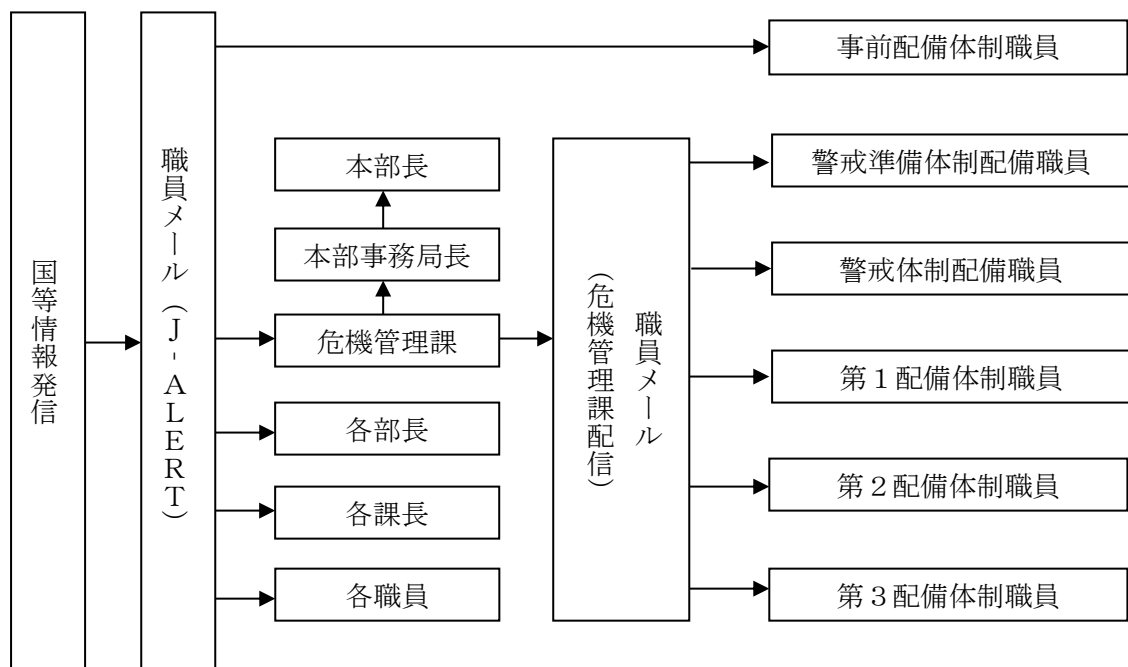 国等情報発信
職員メール（Ｊ-ＡＬＥＲＴ）
本部長
本部事務局長
危機管理課
各部長
各課長
各職員
職員メール
（危機管理課配信）
事前配備体制職員
警戒準備体制配備職員
警戒体制配備職員
第１配備体制職員
第２配備体制職員
第３配備体制職員